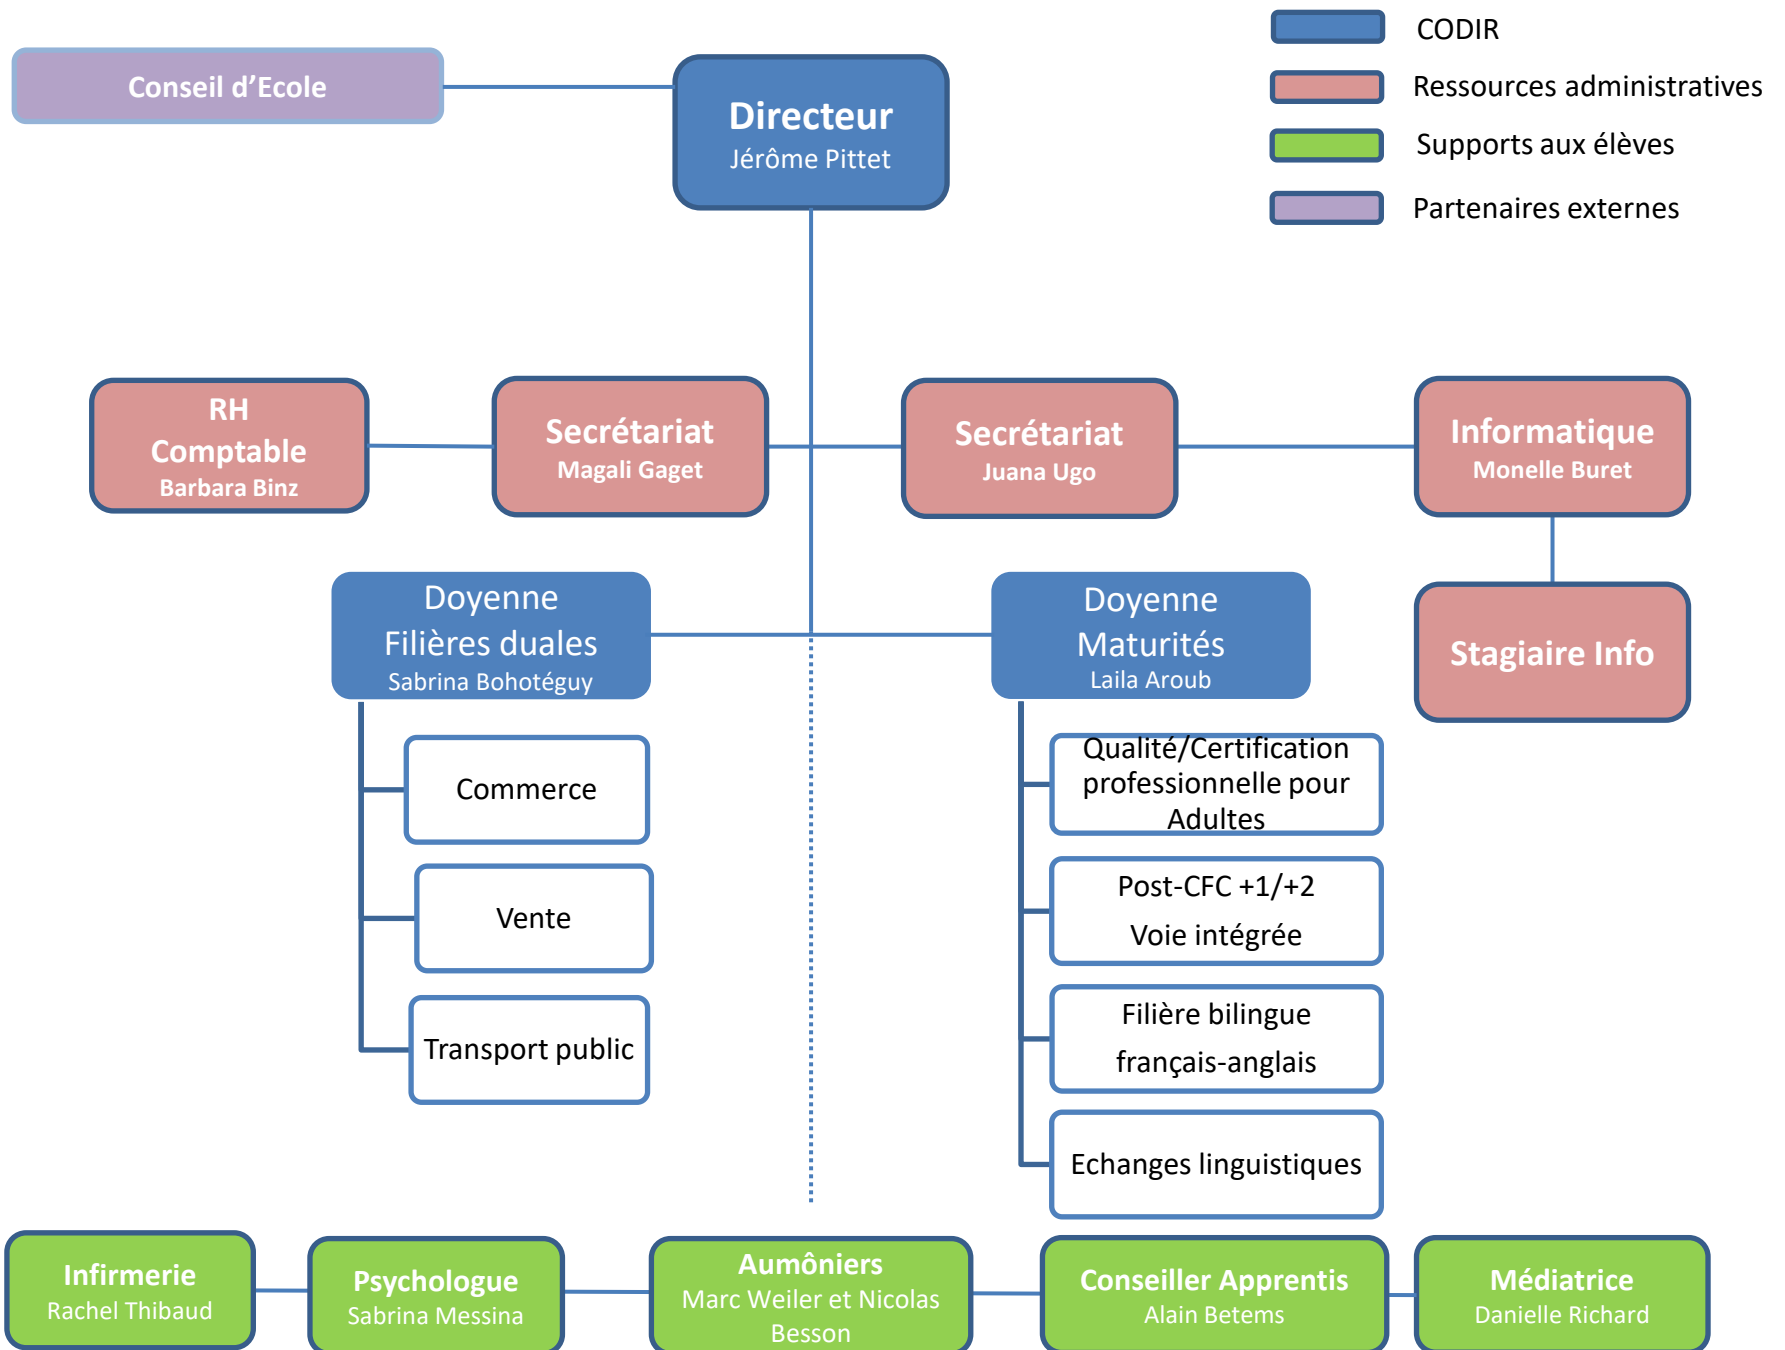 Conseil d’Ecole
Directeur
Jérôme Pittet
CODIR
Ressources administratives
Supports aux élèves
Partenaires externes
RH
Comptable
Barbara Binz
Secrétariat
Magali Gaget
Secrétariat
Juana Ugo
Informatique
Monelle Buret
Stagiaire Info
Doyenne
Filières duales
Sabrina Bohotéguy
Commerce
Vente
Transport public
Doyenne
Maturités
Laila Aroub
Qualité/Certification
professionnelle pour
Adultes
Post-CFC +1/+2
Voie intégrée
Filière bilingue
français-anglais
Echanges linguistiques
Infirmerie
Rachel Thibaud
Psychologue
Sabrina Messina
Aumôniers
Marc Weiler et Nicolas
Besson
Conseiller Apprentis
Alain Betems
Médiatrice
Danielle Richard